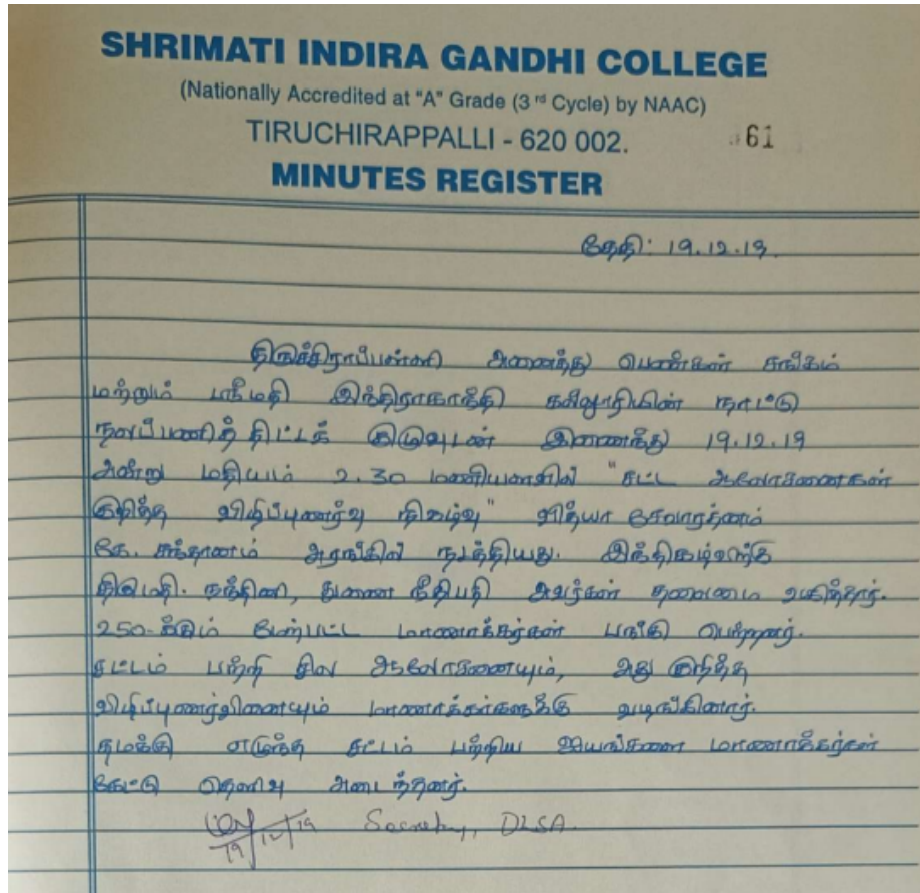 SHRIMATI INDIRA GANDHI COLLEGE
(Nationally Accredited at "A" Grade (3 rd Cycle) by NAAC)
TIRUCHIRAPPALLI - 620 002.
61
MINUTES REGISTER
தேதி: 19.12.19.
திருச்சிராப்பள்ளி அனைத்து பெண்கள் சங்கம்
மற்றும் ஸ்ரீமதி இந்திராகாந்தி கல்லூரியின் நாட்டு
நலப்பணித் திட்டக் குழுவுடன் இணைந்து 19.12.19
அன்று மதியம் 2.30 மணியளவில் "சட்ட ஆலோசனைகள்
குறித்த விழிப்புணர்வு நிகழ்வு" வித்யா சேவாரத்னம்
கே. சந்தானம் அரங்கில் நடத்தியது. இந்நிகழ்விற்கு
திருமதி. நந்தினி, துணை நீதிபதி அவர்கள் தலைமை வகித்தார்.
250-க்கும் மேற்பட்ட மாணாக்கர்கள் பங்கு பெற்றனர்.
சட்டம் பற்றி சில ஆலோசனையும், அது குறித்த
விழிப்புணர்வினையும் மாணாக்கர்களுக்கு வழங்கினார்.
தமக்கு எழுந்த சட்டம் பற்றிய ஐயங்களை மாணாக்கர்கள்
கேட்டு தெளிவு அடைந்தனர்.
19/12/19 Secretary, DLSA.